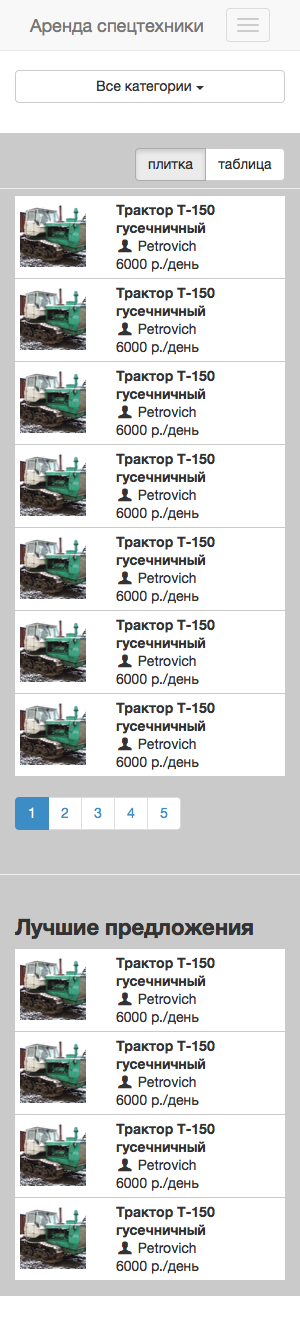 Аренда спецтехники
Все категории
плитка таблица
Трактор Т-150
гусечничный
Petrovich
6000 р./день
Трактор Т-150
гусечничный
Petrovich
6000 р./день
Трактор Т-150
гусечничный
Petrovich
6000 р./день
Трактор Т-150
гусечничный
Petrovich
6000 р./день
Трактор Т-150
гусечничный
Petrovich
6000 р./день
Трактор Т-150
гусечничный
Petrovich
6000 р./день
Трактор Т-150
гусечничный
Petrovich
6000 р./день
1 2 3 4 5
Лучшие предложения
Трактор Т-150
гусечничный
Petrovich
6000 р./день
Трактор Т-150
гусечничный
Petrovich
6000 р./день
Трактор Т-150
гусечничный
Petrovich
6000 р./день
Трактор Т-150
гусечничный
Petrovich
6000 р./день